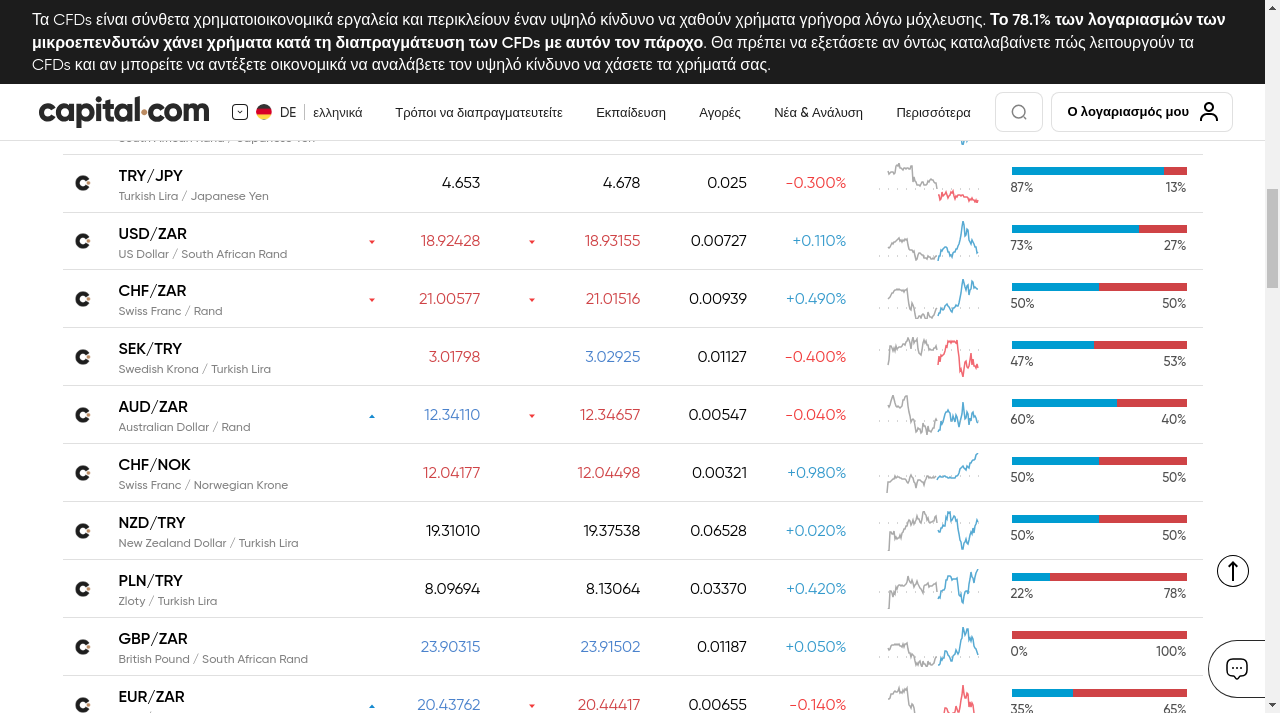 Τα CFDs είναι σύνθετα χρηματοιοικονομικά εργαλεία και περικλείουν έναν υψηλό κίνδυνο να χαθούν χρήματα γρήγορα λόγω μόχλευσης. Το 78.1% των λογαριασμών των
μικροεπενδυτών χάνει χρήματα κατά τη διαπραγμάτευση των CFDs με αυτόν τον πάροχο. Θα πρέπει να εξετάσετε αν όντως καταλαβαίνετε πώς λειτουργούν τα
CFDs και αν μπορείτε να αντέξετε οικονομικά να αναλάβετε τον υψηλό κίνδυνο να χάσετε τα χρήματά σας.
capital.com DE ελληνικά Τρόποι να διαπραγματευτείτε Εκπαίδευση Αγορές Νέα & Ανάλυση Περισσότερα Ο λογαριασμός μου
South African Rand / Japanese Yen
TRY/JPY 4.653 4.678 0.025 -0.300% 87% 13%
Turkish Lira / Japanese Yen
USD/ZAR 18.92428 18.93155 0.00727 +0.110% 73% 27%
US Dollar / South African Rand
CHF/ZAR 21.00577 21.01516 0.00939 +0.490% 50% 50%
Swiss Franc / Rand
SEK/TRY 3.01798 3.02925 0.01127 -0.400% 47% 53%
Swedish Krona / Turkish Lira
AUD/ZAR 12.34110 12.34657 0.00547 -0.040% 60% 40%
Australian Dollar / Rand
CHF/NOK 12.04177 12.04498 0.00321 +0.980% 50% 50%
Swiss Franc / Norwegian Krone
NZD/TRY 19.31010 19.37538 0.06528 +0.020% 50% 50%
New Zealand Dollar / Turkish Lira
PLN/TRY 8.09694 8.13064 0.03370 +0.420% 22% 78%
Zloty / Turkish Lira
GBP/ZAR 23.90315 23.91502 0.01187 +0.050% 0% 100%
British Pound / South African Rand
EUR/ZAR 20.43762 20.44417 0.00655 -0.140% 35% 65%